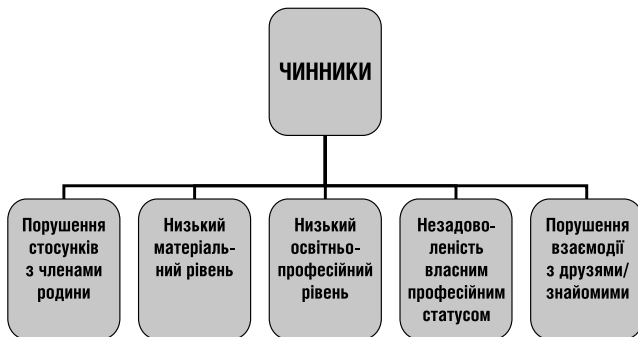 ЧИННИКИ
Порушення
стосунків
з членами
родини
Низький
матеріаль-
ний рівень
Низький
освітньо-
професійний
рівень
Незадово-
леність
власним
професійним
статусом
Порушення
взаємодії
з друзями/
знайомими